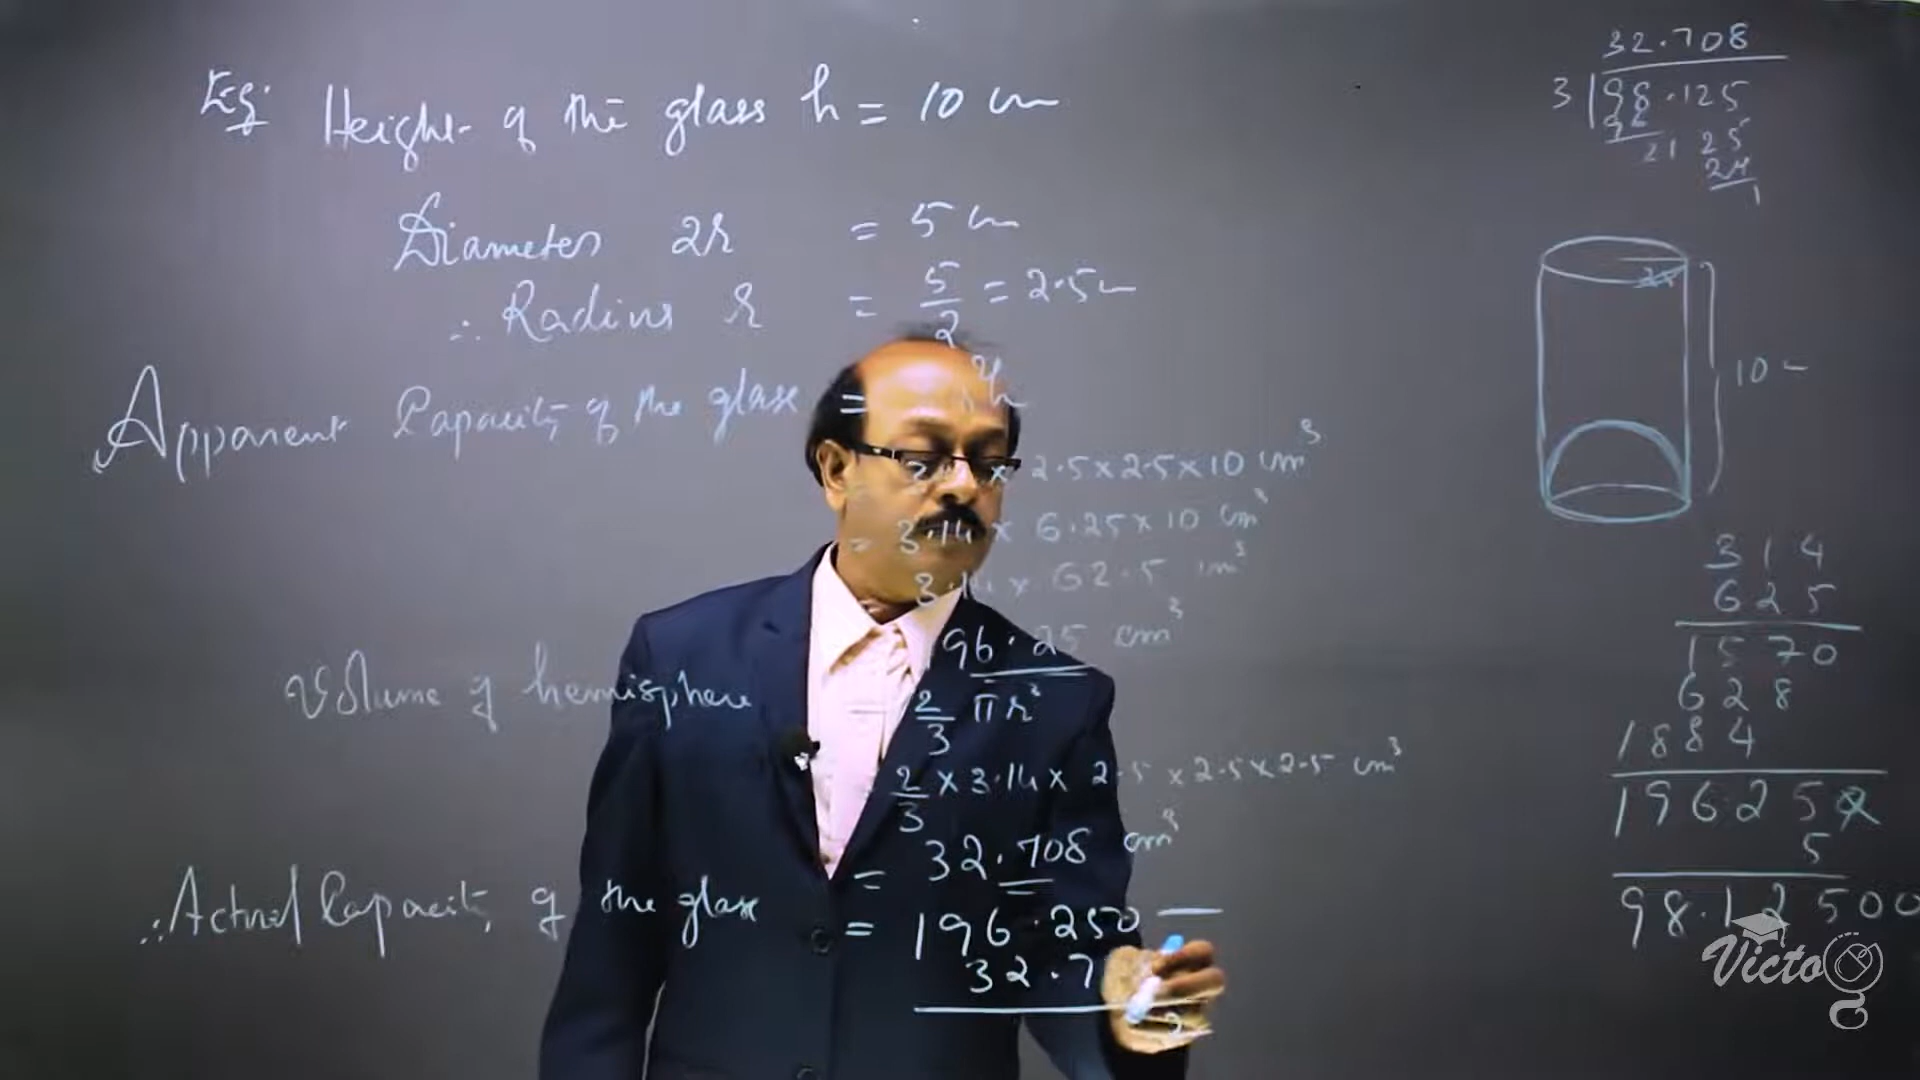 Eg: Height of the glass h = 10 cm
Diameter 2r = 5 cm
∴ Radius r = 5/2 = 2.5 cm
Apparent Capacity of the glass =
× 2.5 × 2.5 × 10 cm³
= 3.14 × 6.25 × 10 cm³
3.14 × 62.5 cm³
96.25 cm³
Volume of hemisphere 2/3 πr³
2/3 × 3.14 × 2.5 × 2.5 × 2.5 cm³
= 32.708 cm³
∴ Actual Capacity of the glass = 196.250 –
32.7
32.708
3 98.125
21 25
24
1
10
314
625
1570
628
1884
19625
5
98.12500
Victo